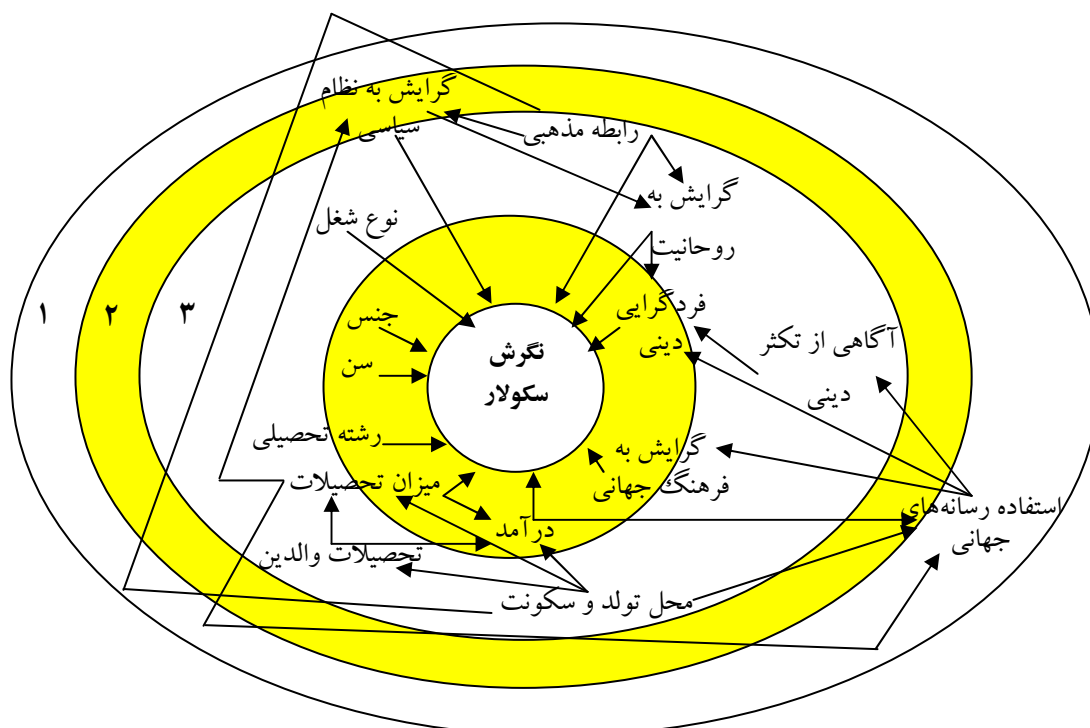 گرایش به نظام
سیاسی
رابطه مذهبی
گرایش به
روحانیت
نوع شغل
فردگرایی
دینی
آگاهی از تکثر
دینی
۱
۲
۳
جنس
سن
نگرش
سکولار
رشته تحصیلی
میزان تحصیلات
گرایش به
فرهنگ جهانی
درآمد
استفاده رسانه‌های
جهانی
تحصیلات والدین
محل تولد و سکونت